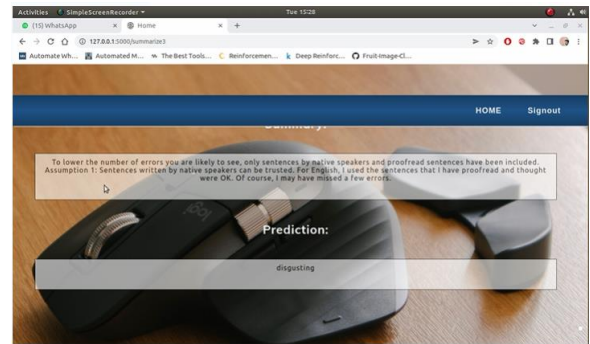 Activities SimpleScreenRecorder Tue 15:28
(15) WhatsApp × Home × +
127.0.0.1:5000/summarize3
Automate Wh... Automated M... The Best Tools... Reinforcemen... Deep Reinforc... Fruit-Image-Cl...
HOME Signout
Summary:
To lower the number of errors you are likely to see, only sentences by native speakers and proofread sentences have been included.
Assumption 1: Sentences written by native speakers can be trusted. For English, I used the sentences that I have proofread and thought
were OK. Of course, I may have missed a few errors.
logi
Prediction:
disgusting